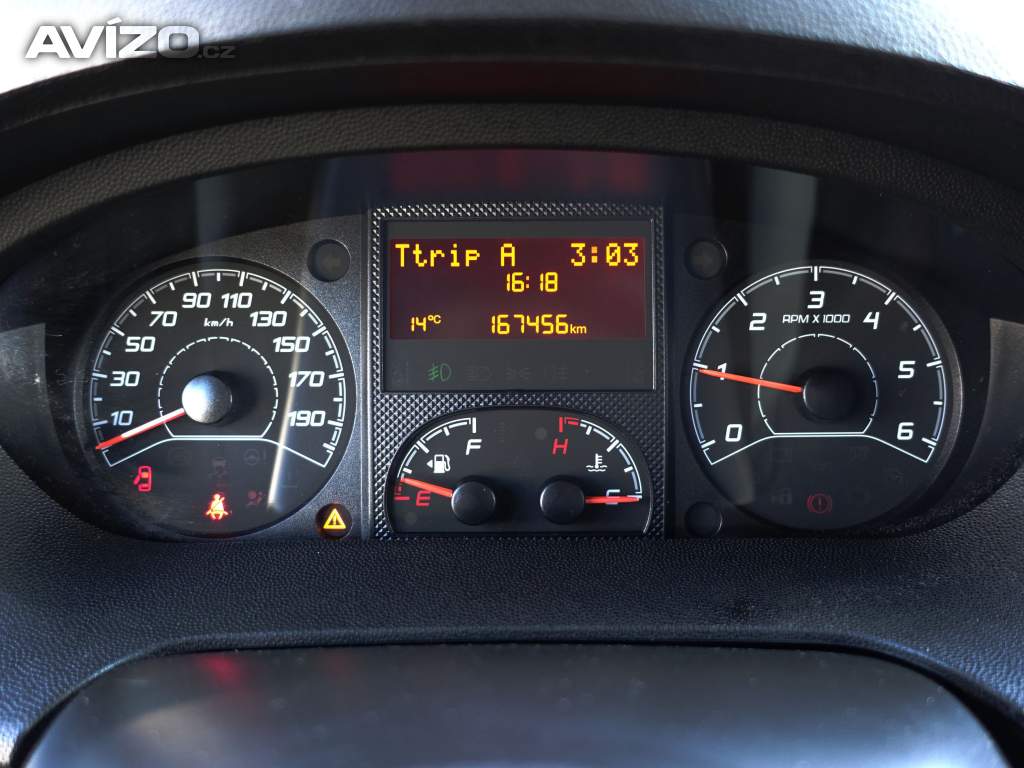 AVÍZO.cz
Ttrip A 3:03
16:18
14°C 167456km
10 30 50 70 90 110 130 150 170 190
km/h
0 1 2 3 4 5 6
RPM X 1000
E F
H C